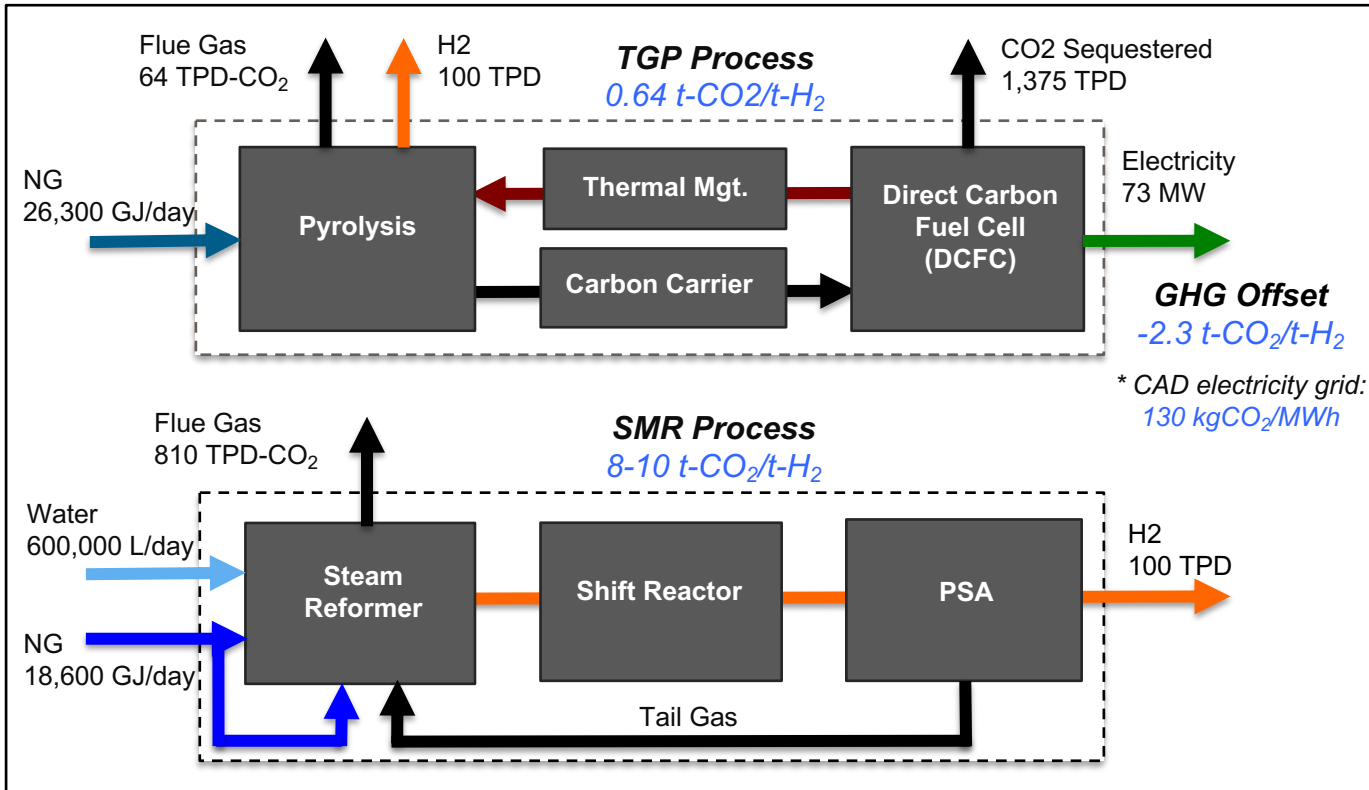 Flue Gas
64 TPD-CO₂
H2
100 TPD
TGP Process
0.64 t-CO2/t-H₂
CO2 Sequestered
1,375 TPD
NG
26,300 GJ/day
Pyrolysis
Thermal Mgt.
Carbon Carrier
Direct Carbon
Fuel Cell
(DCFC)
Electricity
73 MW
GHG Offset
-2.3 t-CO₂/t-H₂
* CAD electricity grid:
130 kgCO₂/MWh
Flue Gas
810 TPD-CO₂
SMR Process
8-10 t-CO₂/t-H₂
Water
600,000 L/day
NG
18,600 GJ/day
Steam
Reformer
Shift Reactor
PSA
H2
100 TPD
Tail Gas